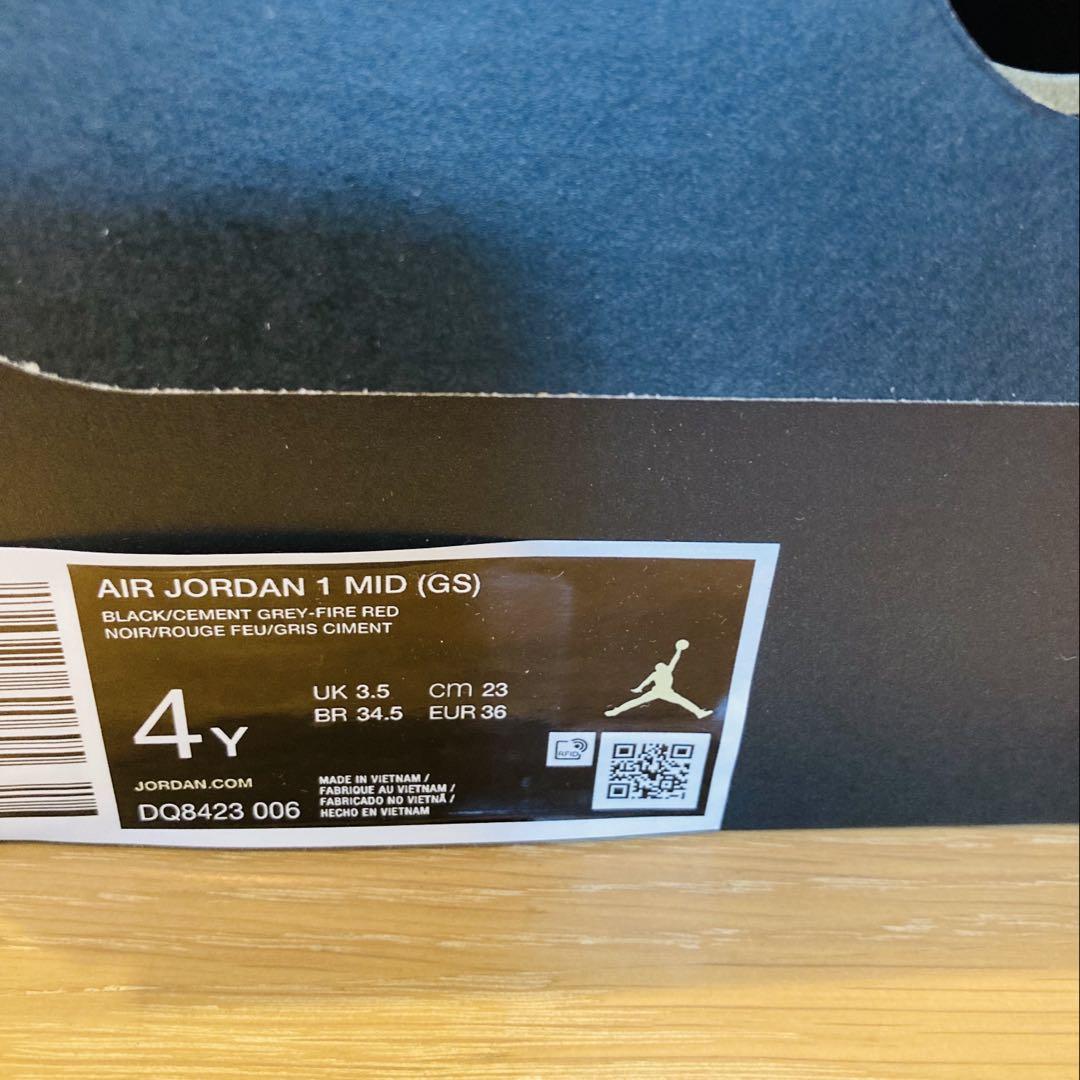 AIR JORDAN 1 MID (GS)
BLACK/CEMENT GREY-FIRE RED
NOIR/ROUGE FEU/GRIS CIMENT
4Y
UK 3.5 cm 23
BR 34.5 EUR 36
RFID
JORDAN.COM
DQ8423 006
MADE IN VIETNAM /
FABRIQUE AU VIETNAM /
FABRICADO NO VIETNÃ /
HECHO EN VIETNAM